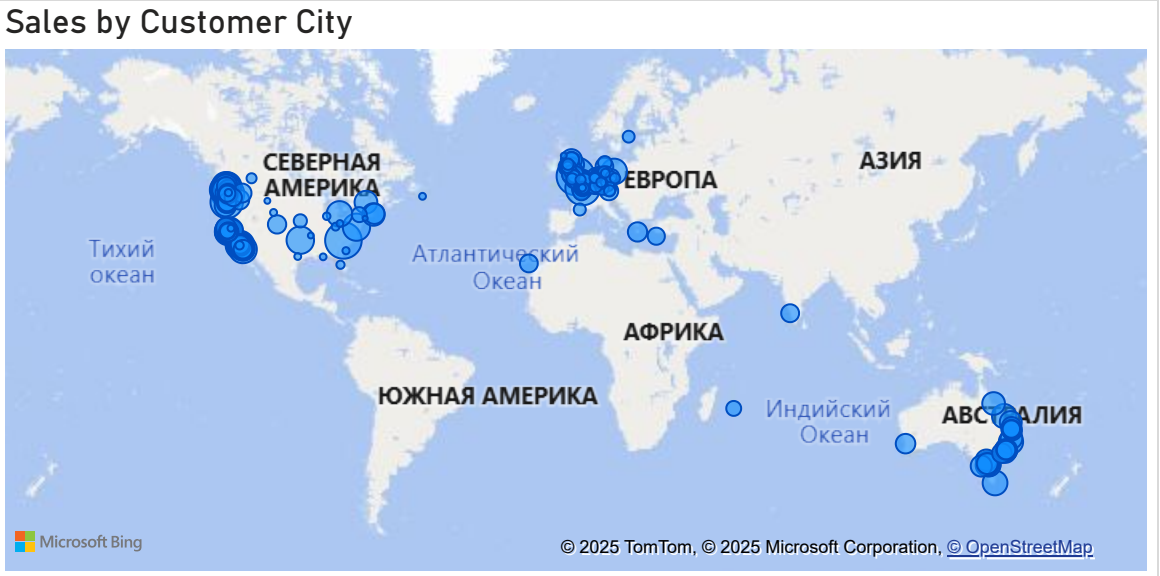 Sales by Customer City
СЕВЕРНАЯ
АМЕРИКА
ЕВРОПА
АЗИЯ
Тихий
океан
Атлантический
Океан
АФРИКА
ЮЖНАЯ АМЕРИКА
Индийский
Океан
АВСТРАЛИЯ
Microsoft Bing
© 2025 TomTom, © 2025 Microsoft Corporation, © OpenStreetMap